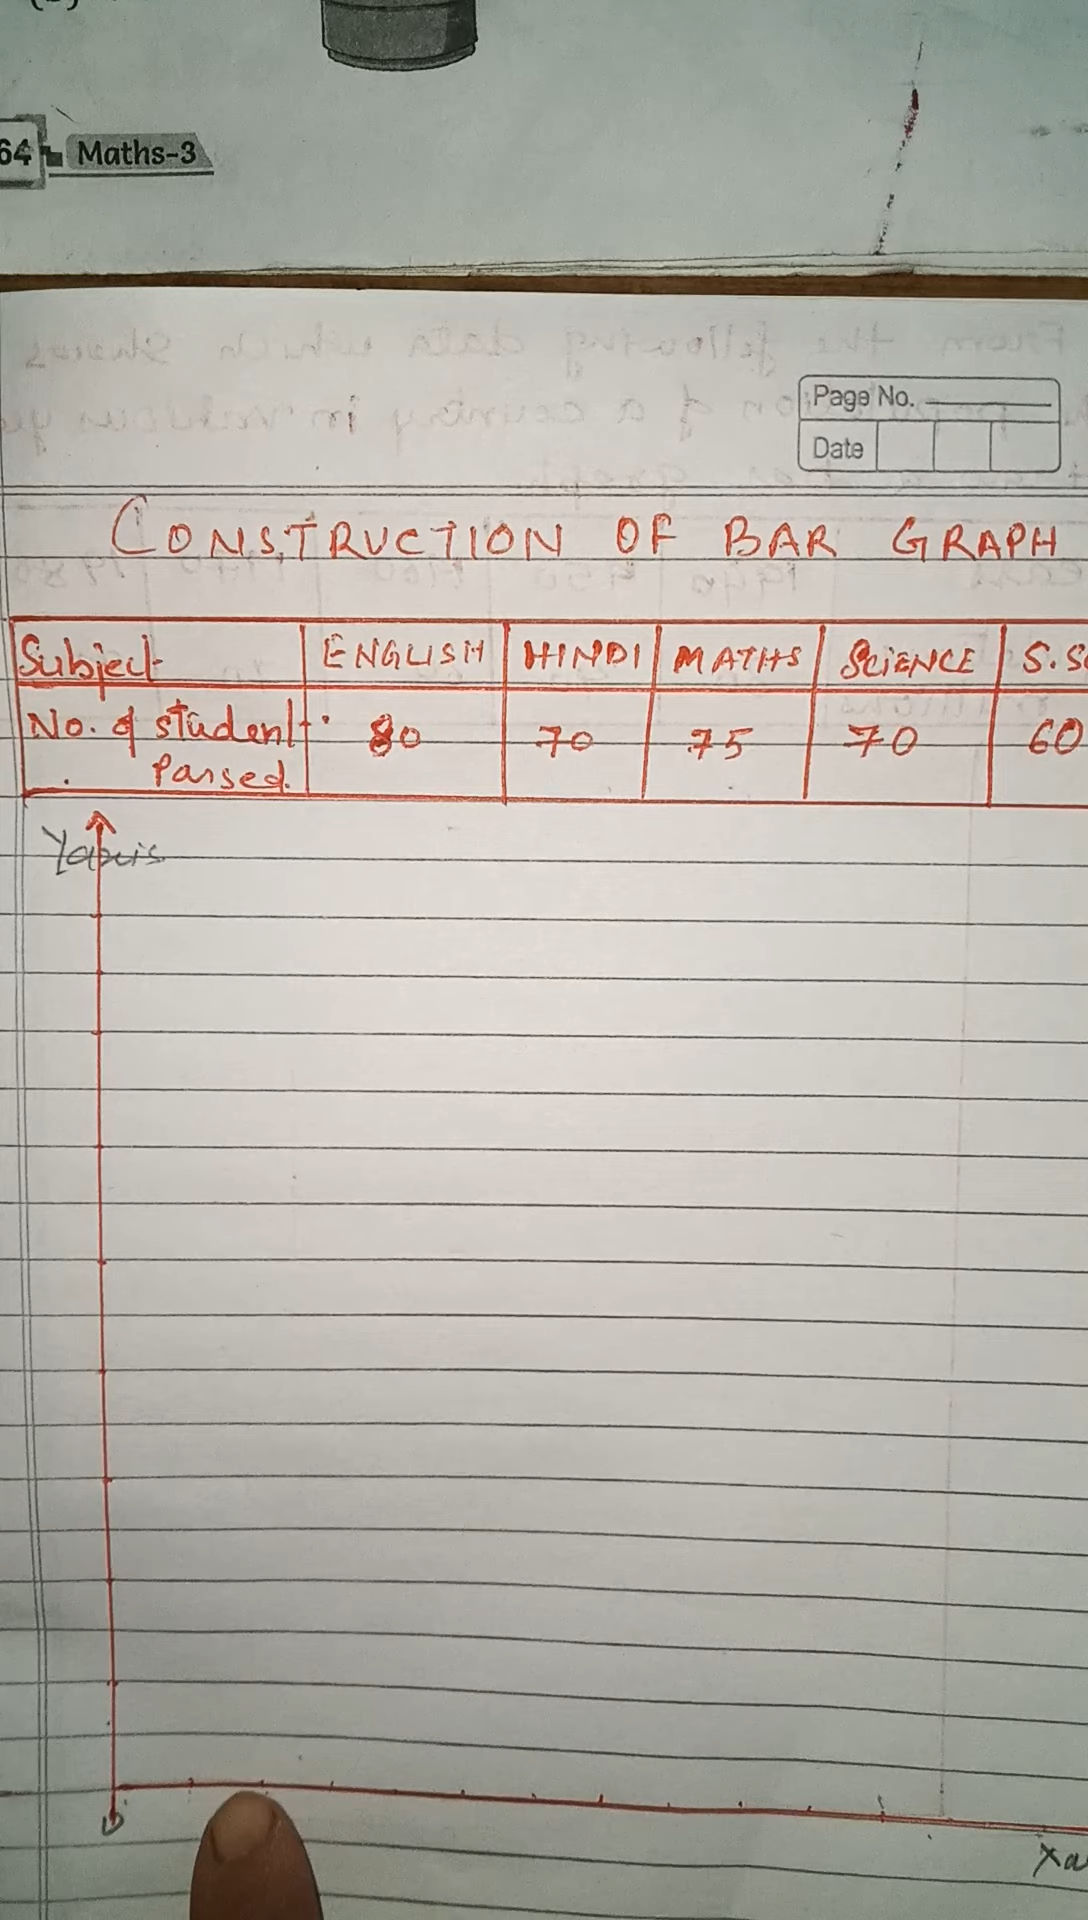 64 Maths-3
Page No.
Date
CONSTRUCTION OF BAR GRAPH
Subject ENGLISH HINDI MATHS SCIENCE S.S
No. of student 80 70 75 70 60
Passed.
Y axis
0
Xa